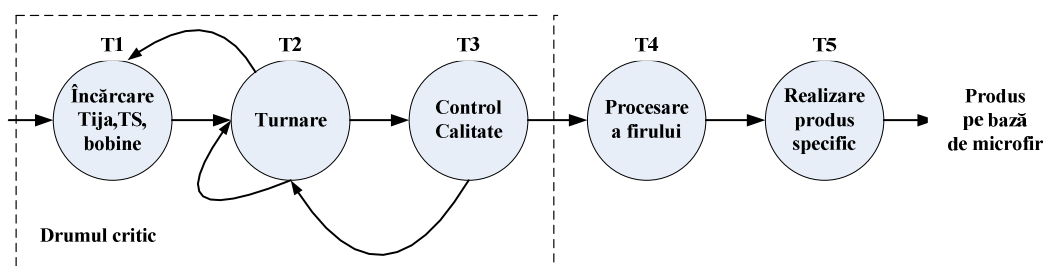 T1
Încărcare
Tija,TS,
bobine
T2
Turnare
T3
Control
Calitate
T4
Procesare
a firului
T5
Realizare
produs
specific
Produs
pe bază
de microfir
Drumul critic